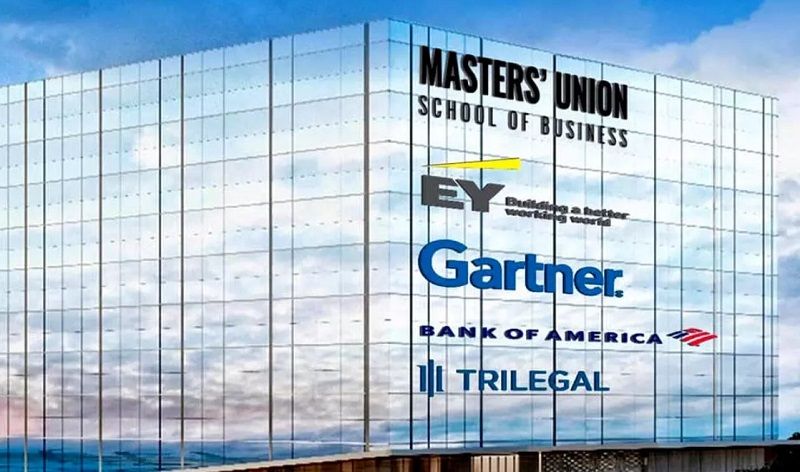 MASTERS' UNION
SCHOOL OF BUSINESS
EY Building a better
working world
Gartner®
BANK OF AMERICA
TRILEGAL